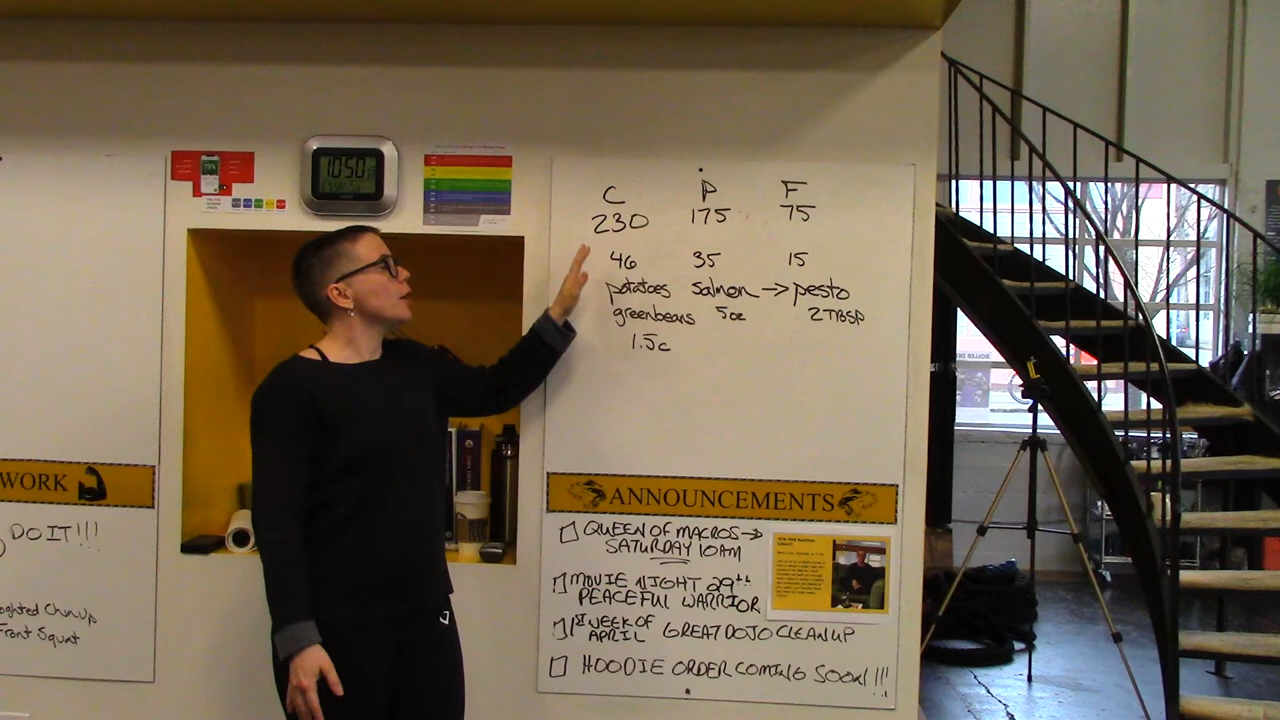 10:50
C P F
230 175 75
46 35 15
potatoes salmon → pesto
greenbeans 5oz 2TBSP
1.5c
WORK
DO IT!!!
Front Squat
ANNOUNCEMENTS
QUEEN OF MACROS →
SATURDAY 10AM
MOVIE NIGHT 29th
PEACEFUL WARRIOR
1st WEEK OF
APRIL GREAT DOJO CLEANUP
HOODIE ORDER COMING SOON!!!